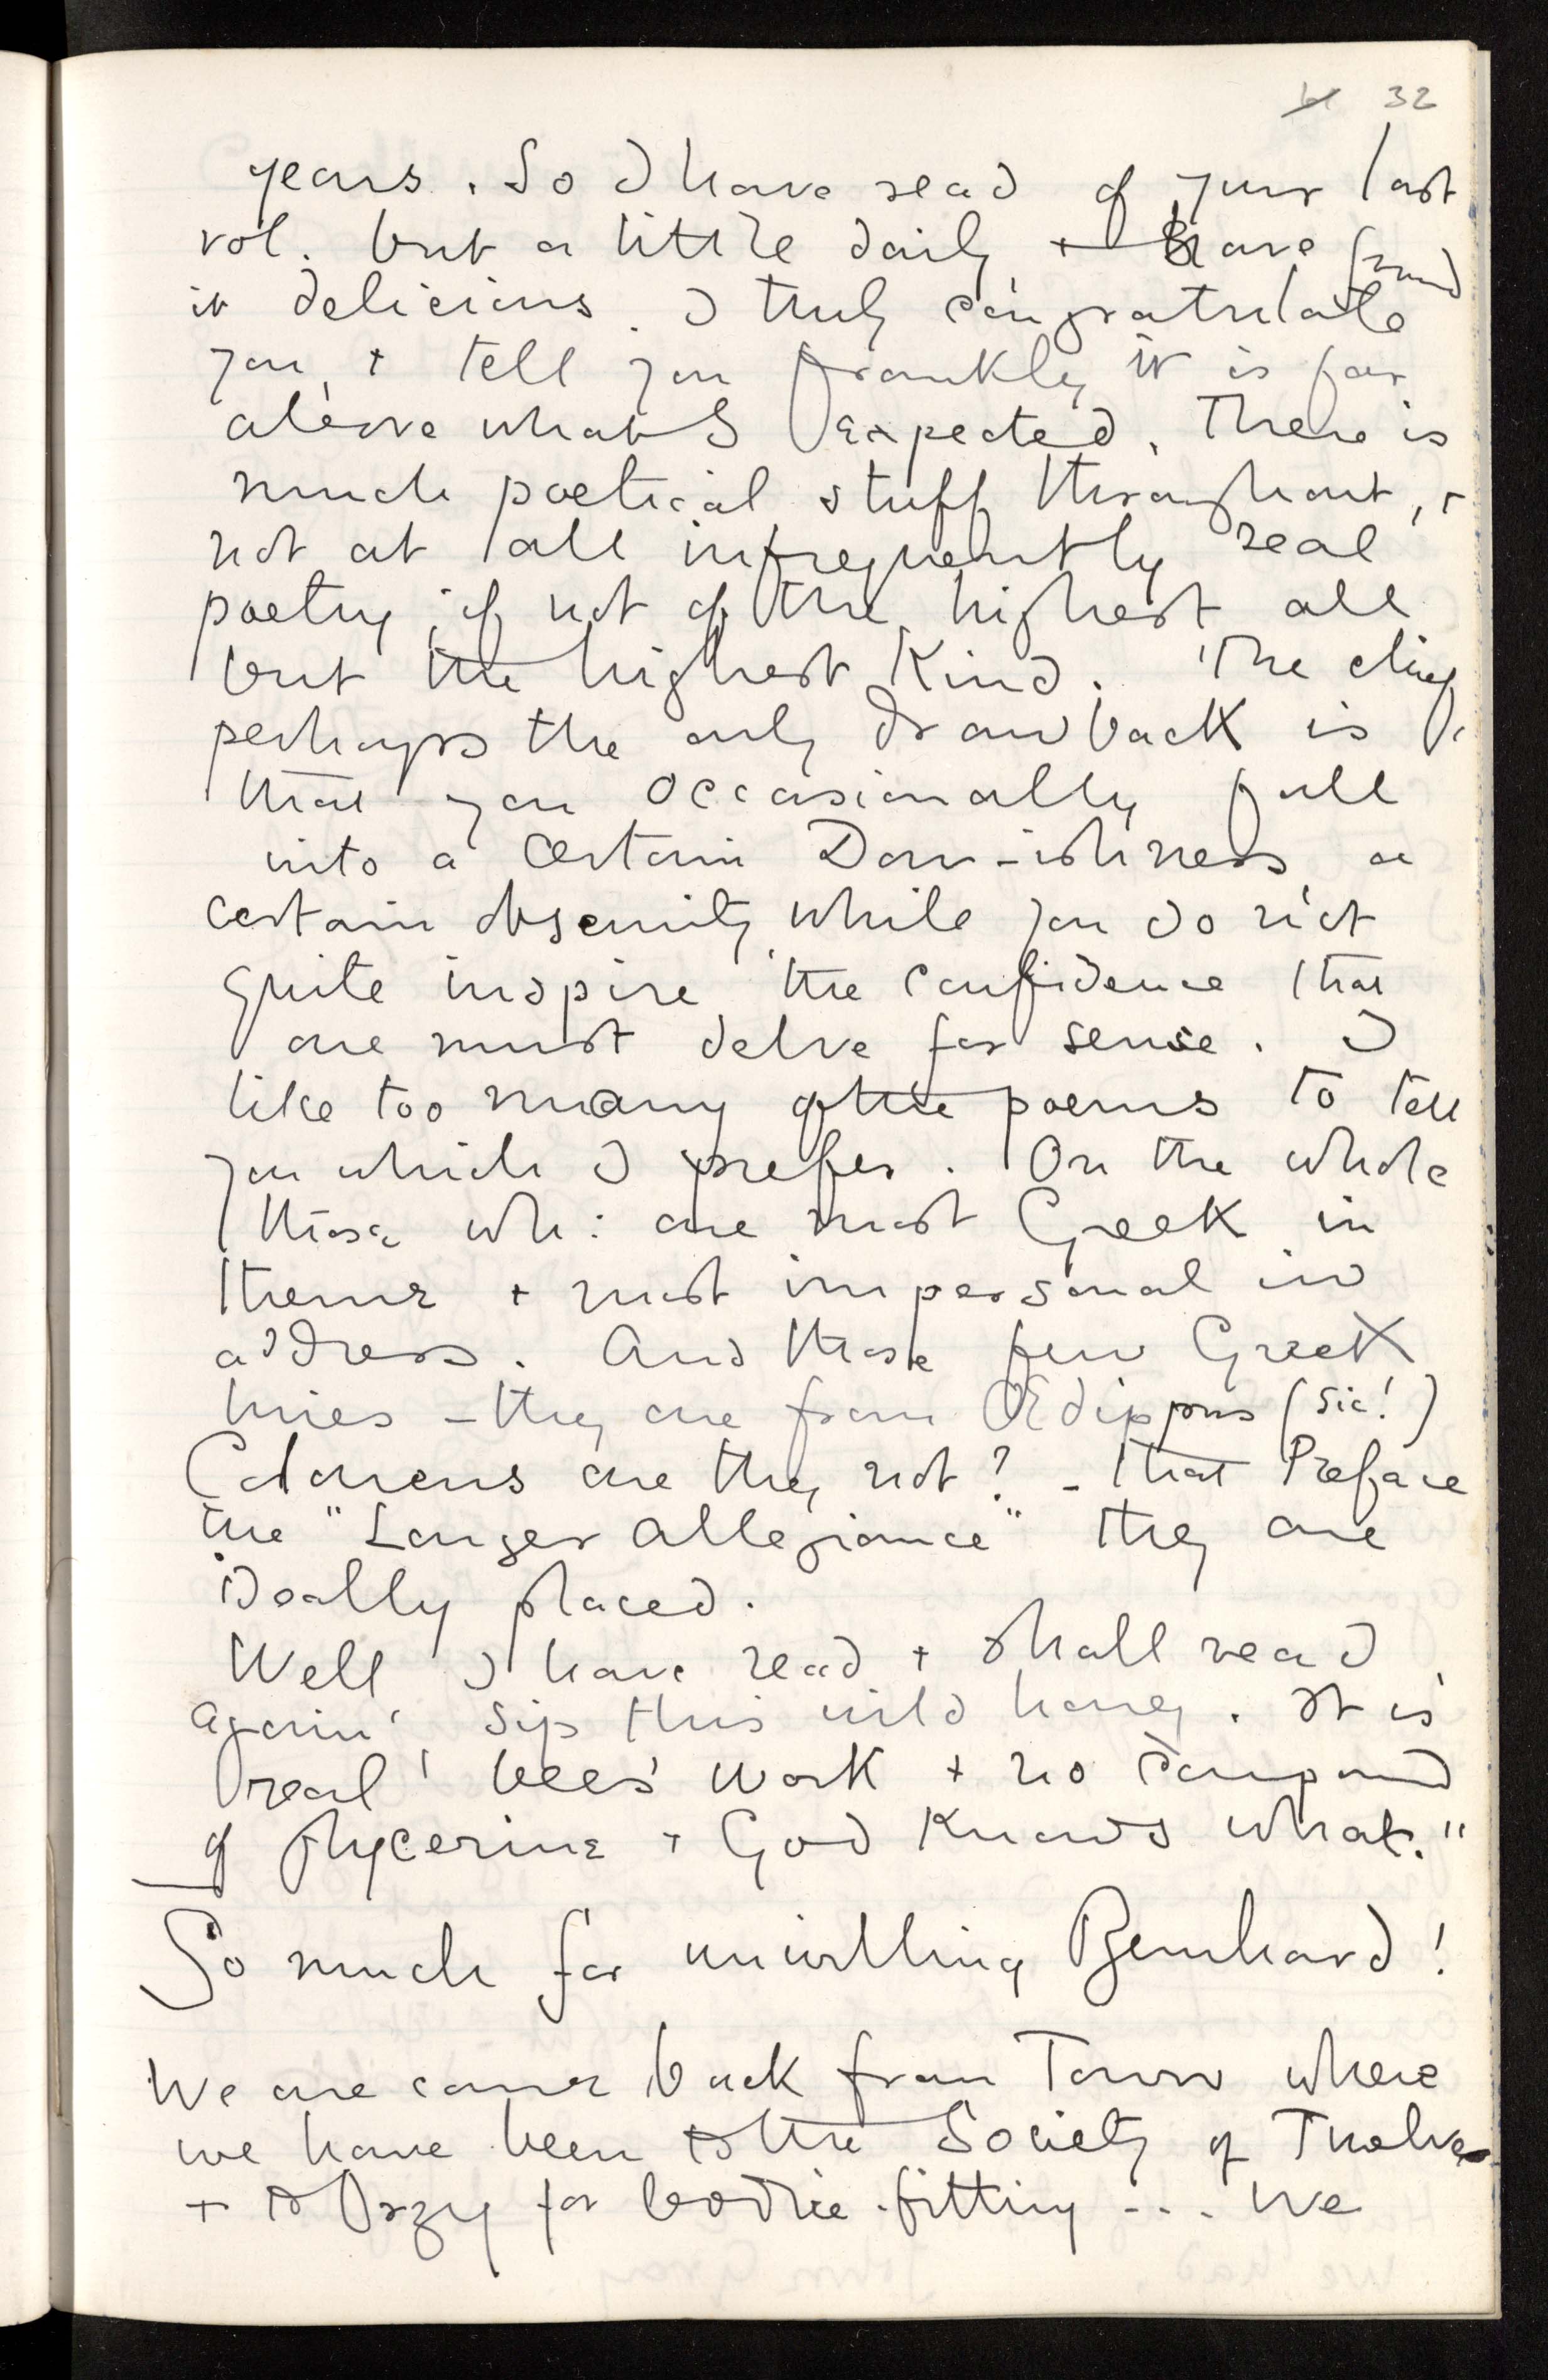 32
years. So I have read of your last
vol. but a little daily, + have found
it delicious. I truly congratulate
you, + tell you frankly it is far
above what I expected. There is
much poetical stuff throughout, +
not at all infrequently real
poetry, if not of the highest all
but the highest kind. The chief,
perhaps the only drawback is
that you occasionally fall
into a certain Donn-ishness, a
certain obscurity, while you do not
quite inspire the confidence that
one must delve for sense. I
like too many of the poems to tell
you which I prefer. On the whole
those wh: are most Greek in
theme + most impersonal in
address. And those few Greek
lines – they are from Œdippus (sic!)
Coloneus are they not? – that Preface
the "Longer Allegiance" they are
ideally placed.
Well I have read + shall read
again, sip this wild honey. It is
real bees' work + no compound
of glycerine + God Knows what."
So much for unwilling Bernhard!
We are come back from Town where
we have been to the Society of Twelve
+ to Orzy for bodice-fitting ... We